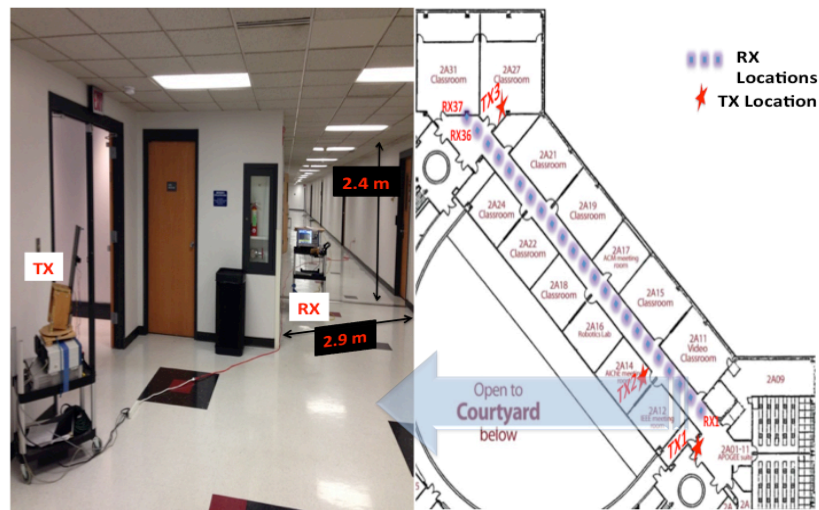 TX
RX
2.4 m
2.9 m
RX
Locations
TX Location
2A31
Classroom
2A27
Classroom
TX3
RX37
RX36
2A21
Classroom
2A24
Classroom
2A19
Classroom
2A22
Classroom
2A17
ACM meeting
room
2A18
Classroom
2A15
Classroom
2A16
Robotics Lab
2A11
Video
Classroom
2A14
AIChE meeting
room
TX2
2A09
Open to
Courtyard
below
2A12
IEEE meeting
room
RX1
TX1
2A01-11
APOGEE suite
2A